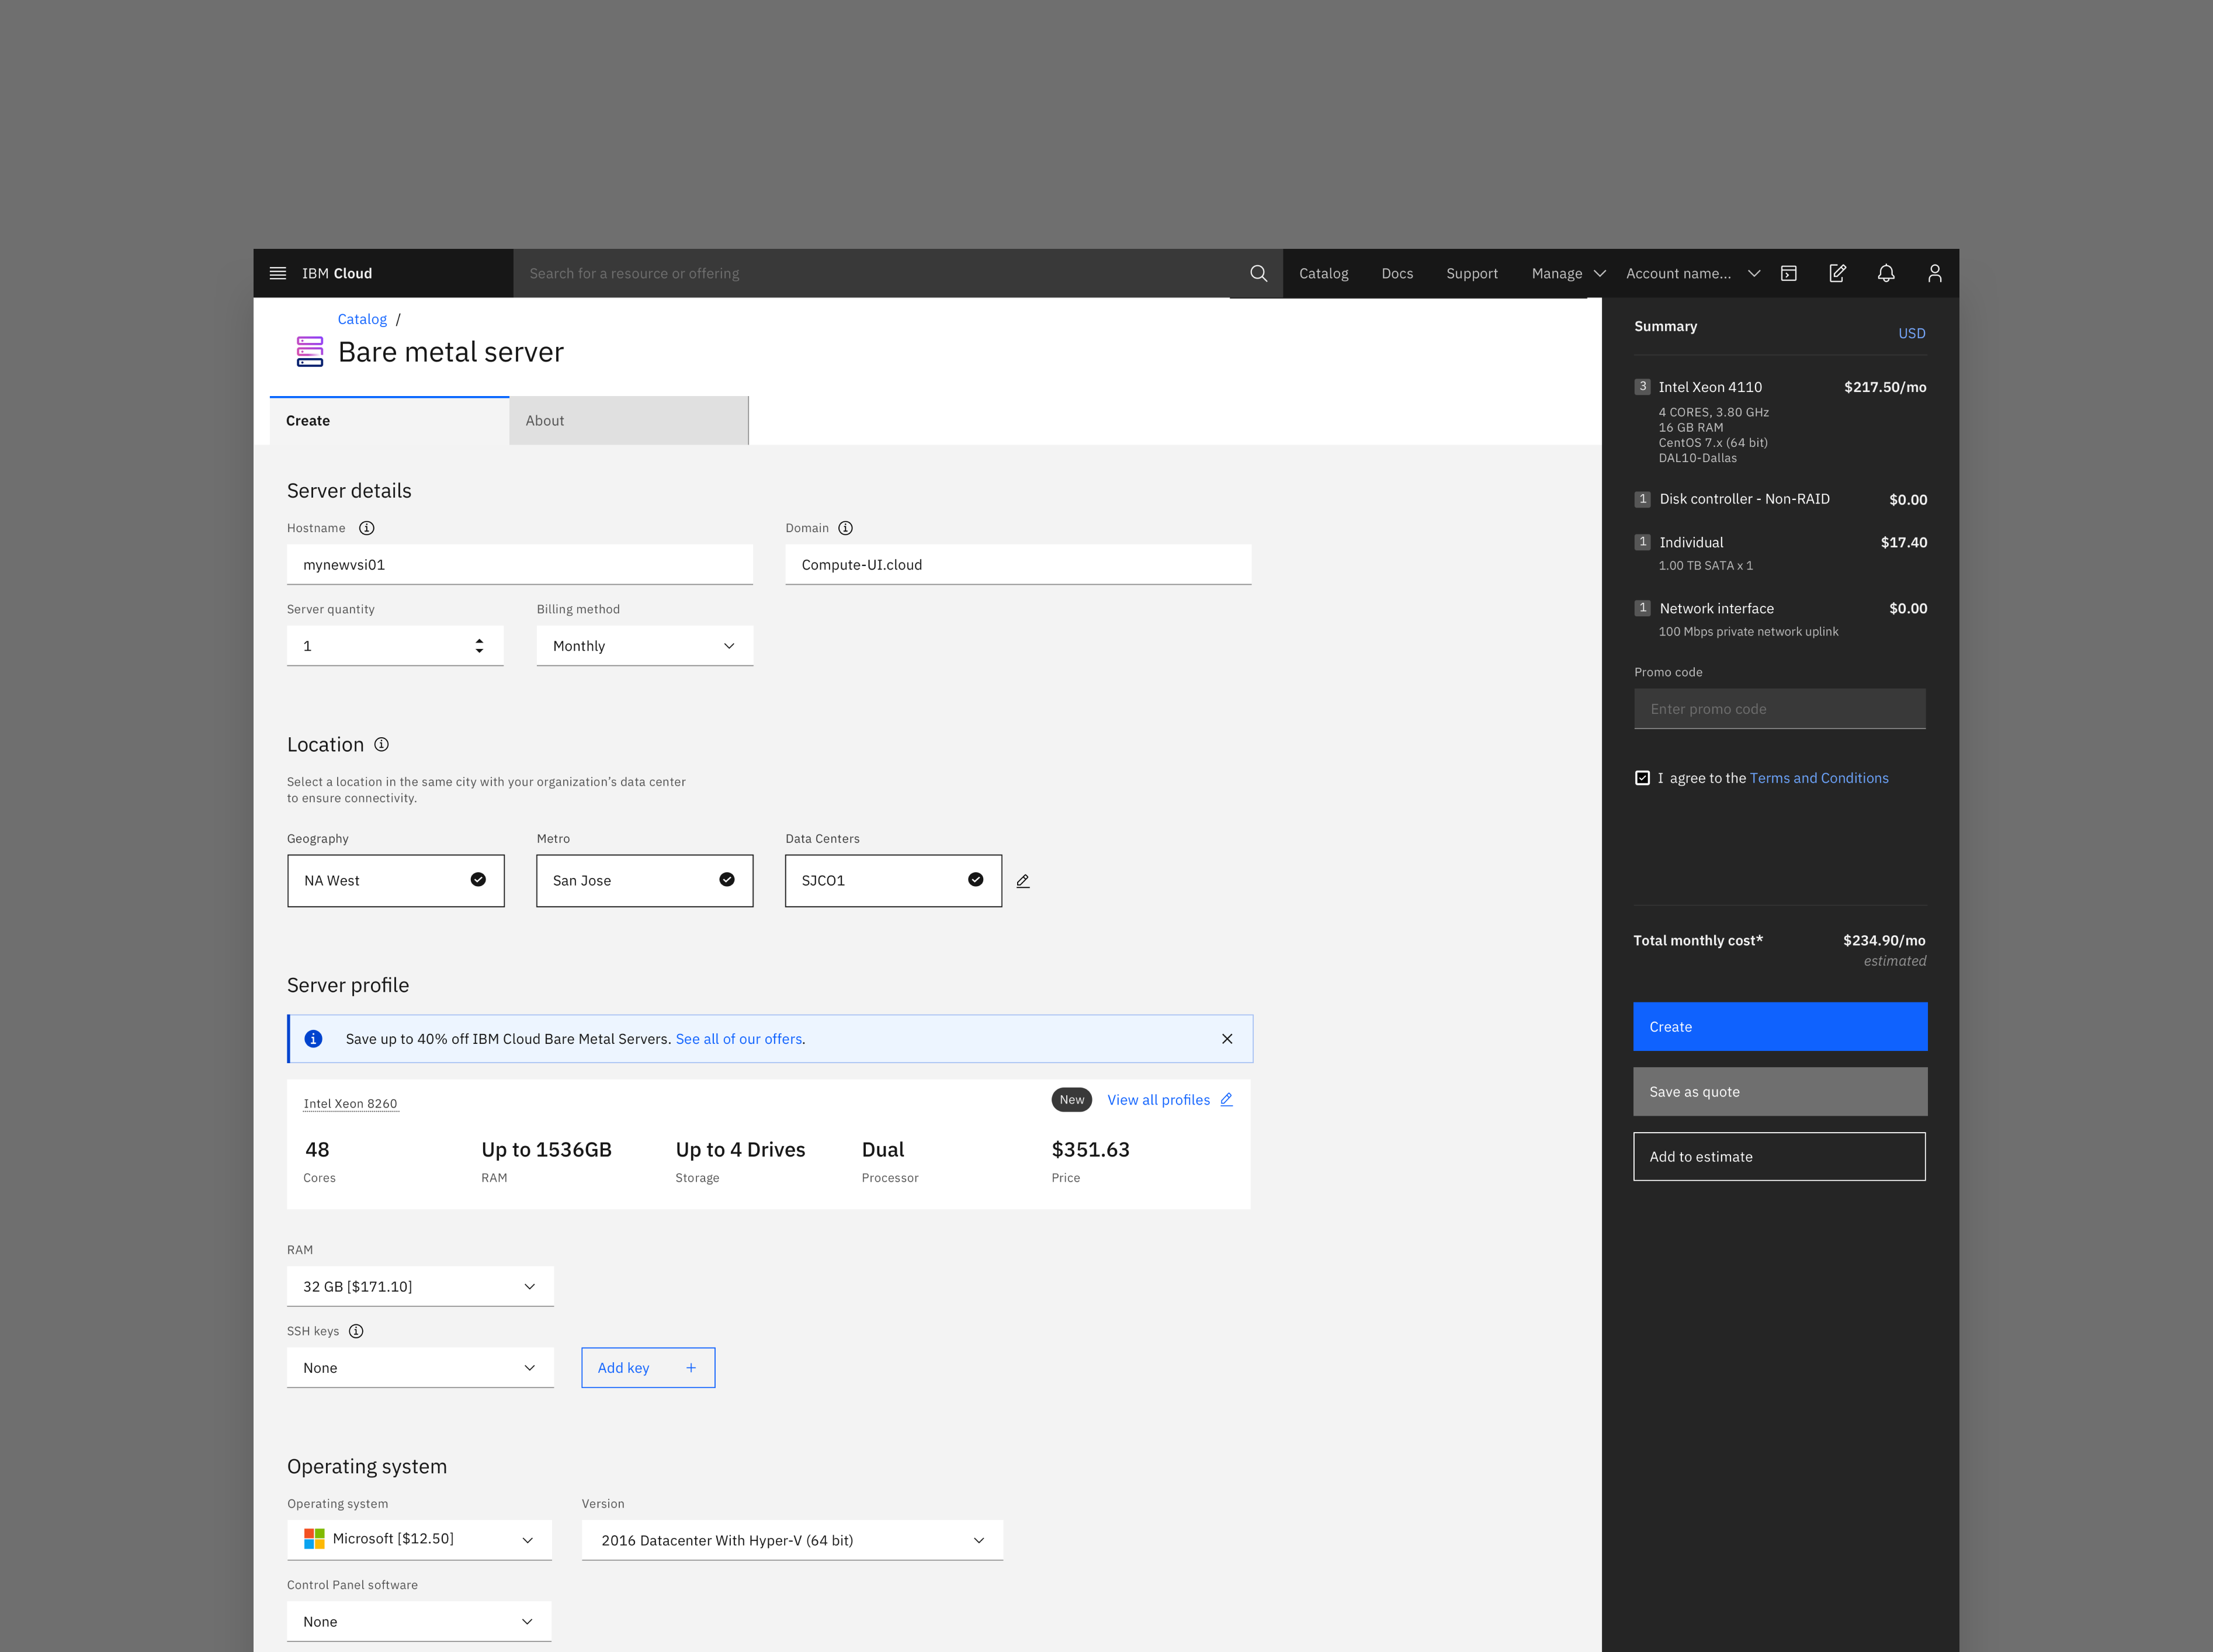 IBM Cloud
Search for a resource or offering
Catalog
Docs
Support
Manage
Account name...
Catalog /
Bare metal server
Create
About
Server details
Hostname
Domain
mynewvsi01
Compute-UI.cloud
Server quantity
Billing method
1
Monthly
Location
Select a location in the same city with your organization’s data center
to ensure connectivity.
Geography
Metro
Data Centers
NA West
San Jose
SJCO1
Server profile
Save up to 40% off IBM Cloud Bare Metal Servers. See all of our offers.
Intel Xeon 8260
New
View all profiles
48
Up to 1536GB
Up to 4 Drives
Dual
$351.63
Cores
RAM
Storage
Processor
Price
RAM
32 GB [$171.10]
SSH keys
None
Add key +
Operating system
Operating system
Version
Microsoft [$12.50]
2016 Datacenter With Hyper-V (64 bit)
Control Panel software
None
Summary
USD
3 Intel Xeon 4110 $217.50/mo
4 CORES, 3.80 GHz
16 GB RAM
CentOS 7.x (64 bit)
DAL10-Dallas
1 Disk controller - Non-RAID $0.00
1 Individual $17.40
1.00 TB SATA x 1
1 Network interface $0.00
100 Mbps private network uplink
Promo code
Enter promo code
I agree to the Terms and Conditions
Total monthly cost* $234.90/mo
estimated
Create
Save as quote
Add to estimate